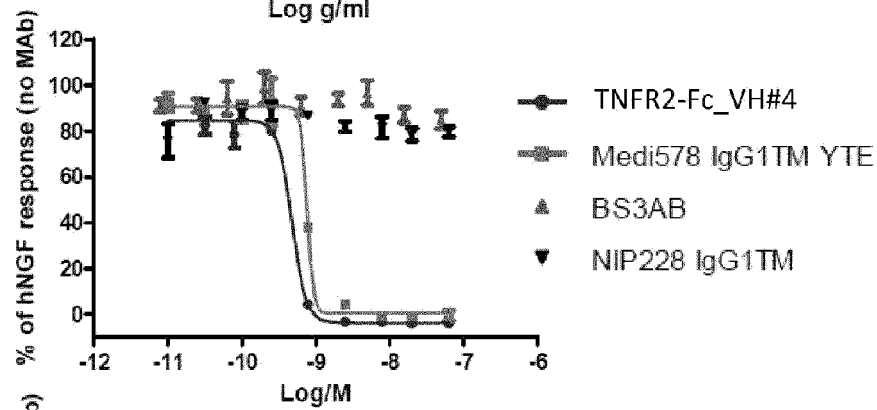 Log g/ml
% of hNGF response (no MAb)
120
100
80
60
40
20
0
-12 -11 -10 -9 -8 -7 -6
Log/M
TNFR2-Fc_VH#4
Medi578 IgG1TM YTE
BS3AB
NIP228 IgG1TM